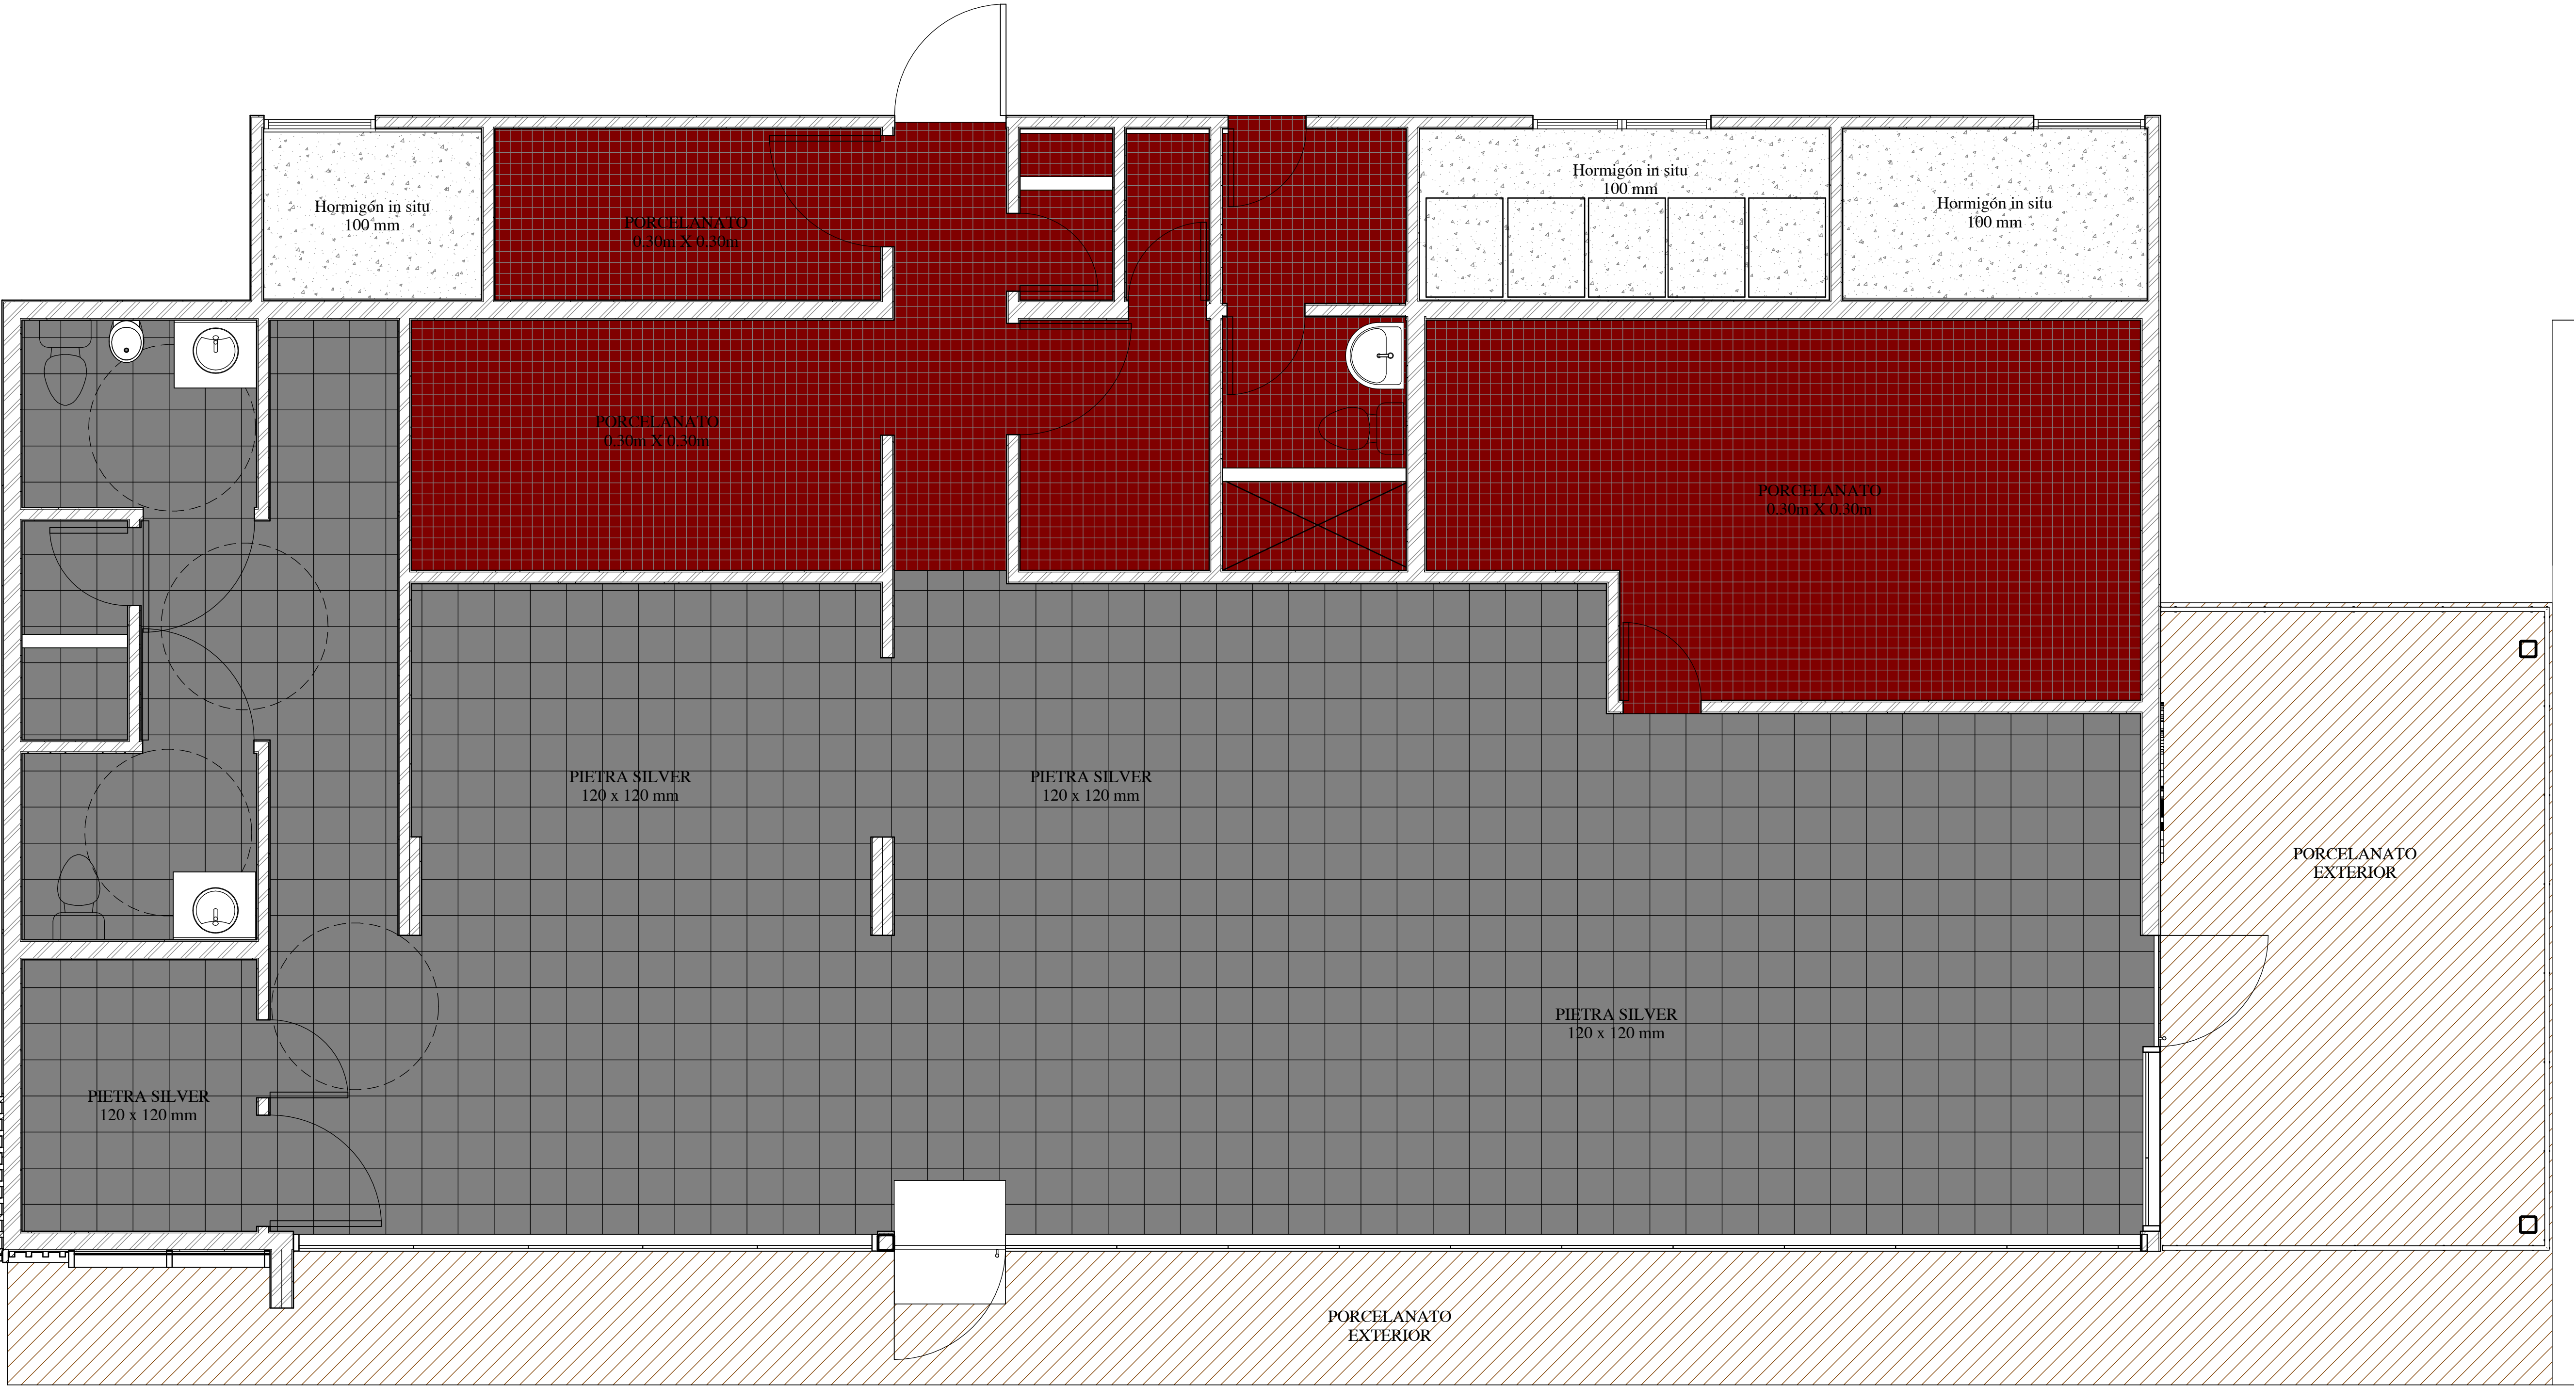 Hormigón in situ
100 mm
PORCELANATO
0.30m X 0.30m
Hormigón in situ
100 mm
Hormigón in situ
100 mm
PORCELANATO
0.30m X 0.30m
PORCELANATO
0.30m X 0.30m
PIETRA SILVER
120 x 120 mm
PIETRA SILVER
120 x 120 mm
PORCELANATO
EXTERIOR
PIETRA SILVER
120 x 120 mm
PIETRA SILVER
120 x 120 mm
PORCELANATO
EXTERIOR